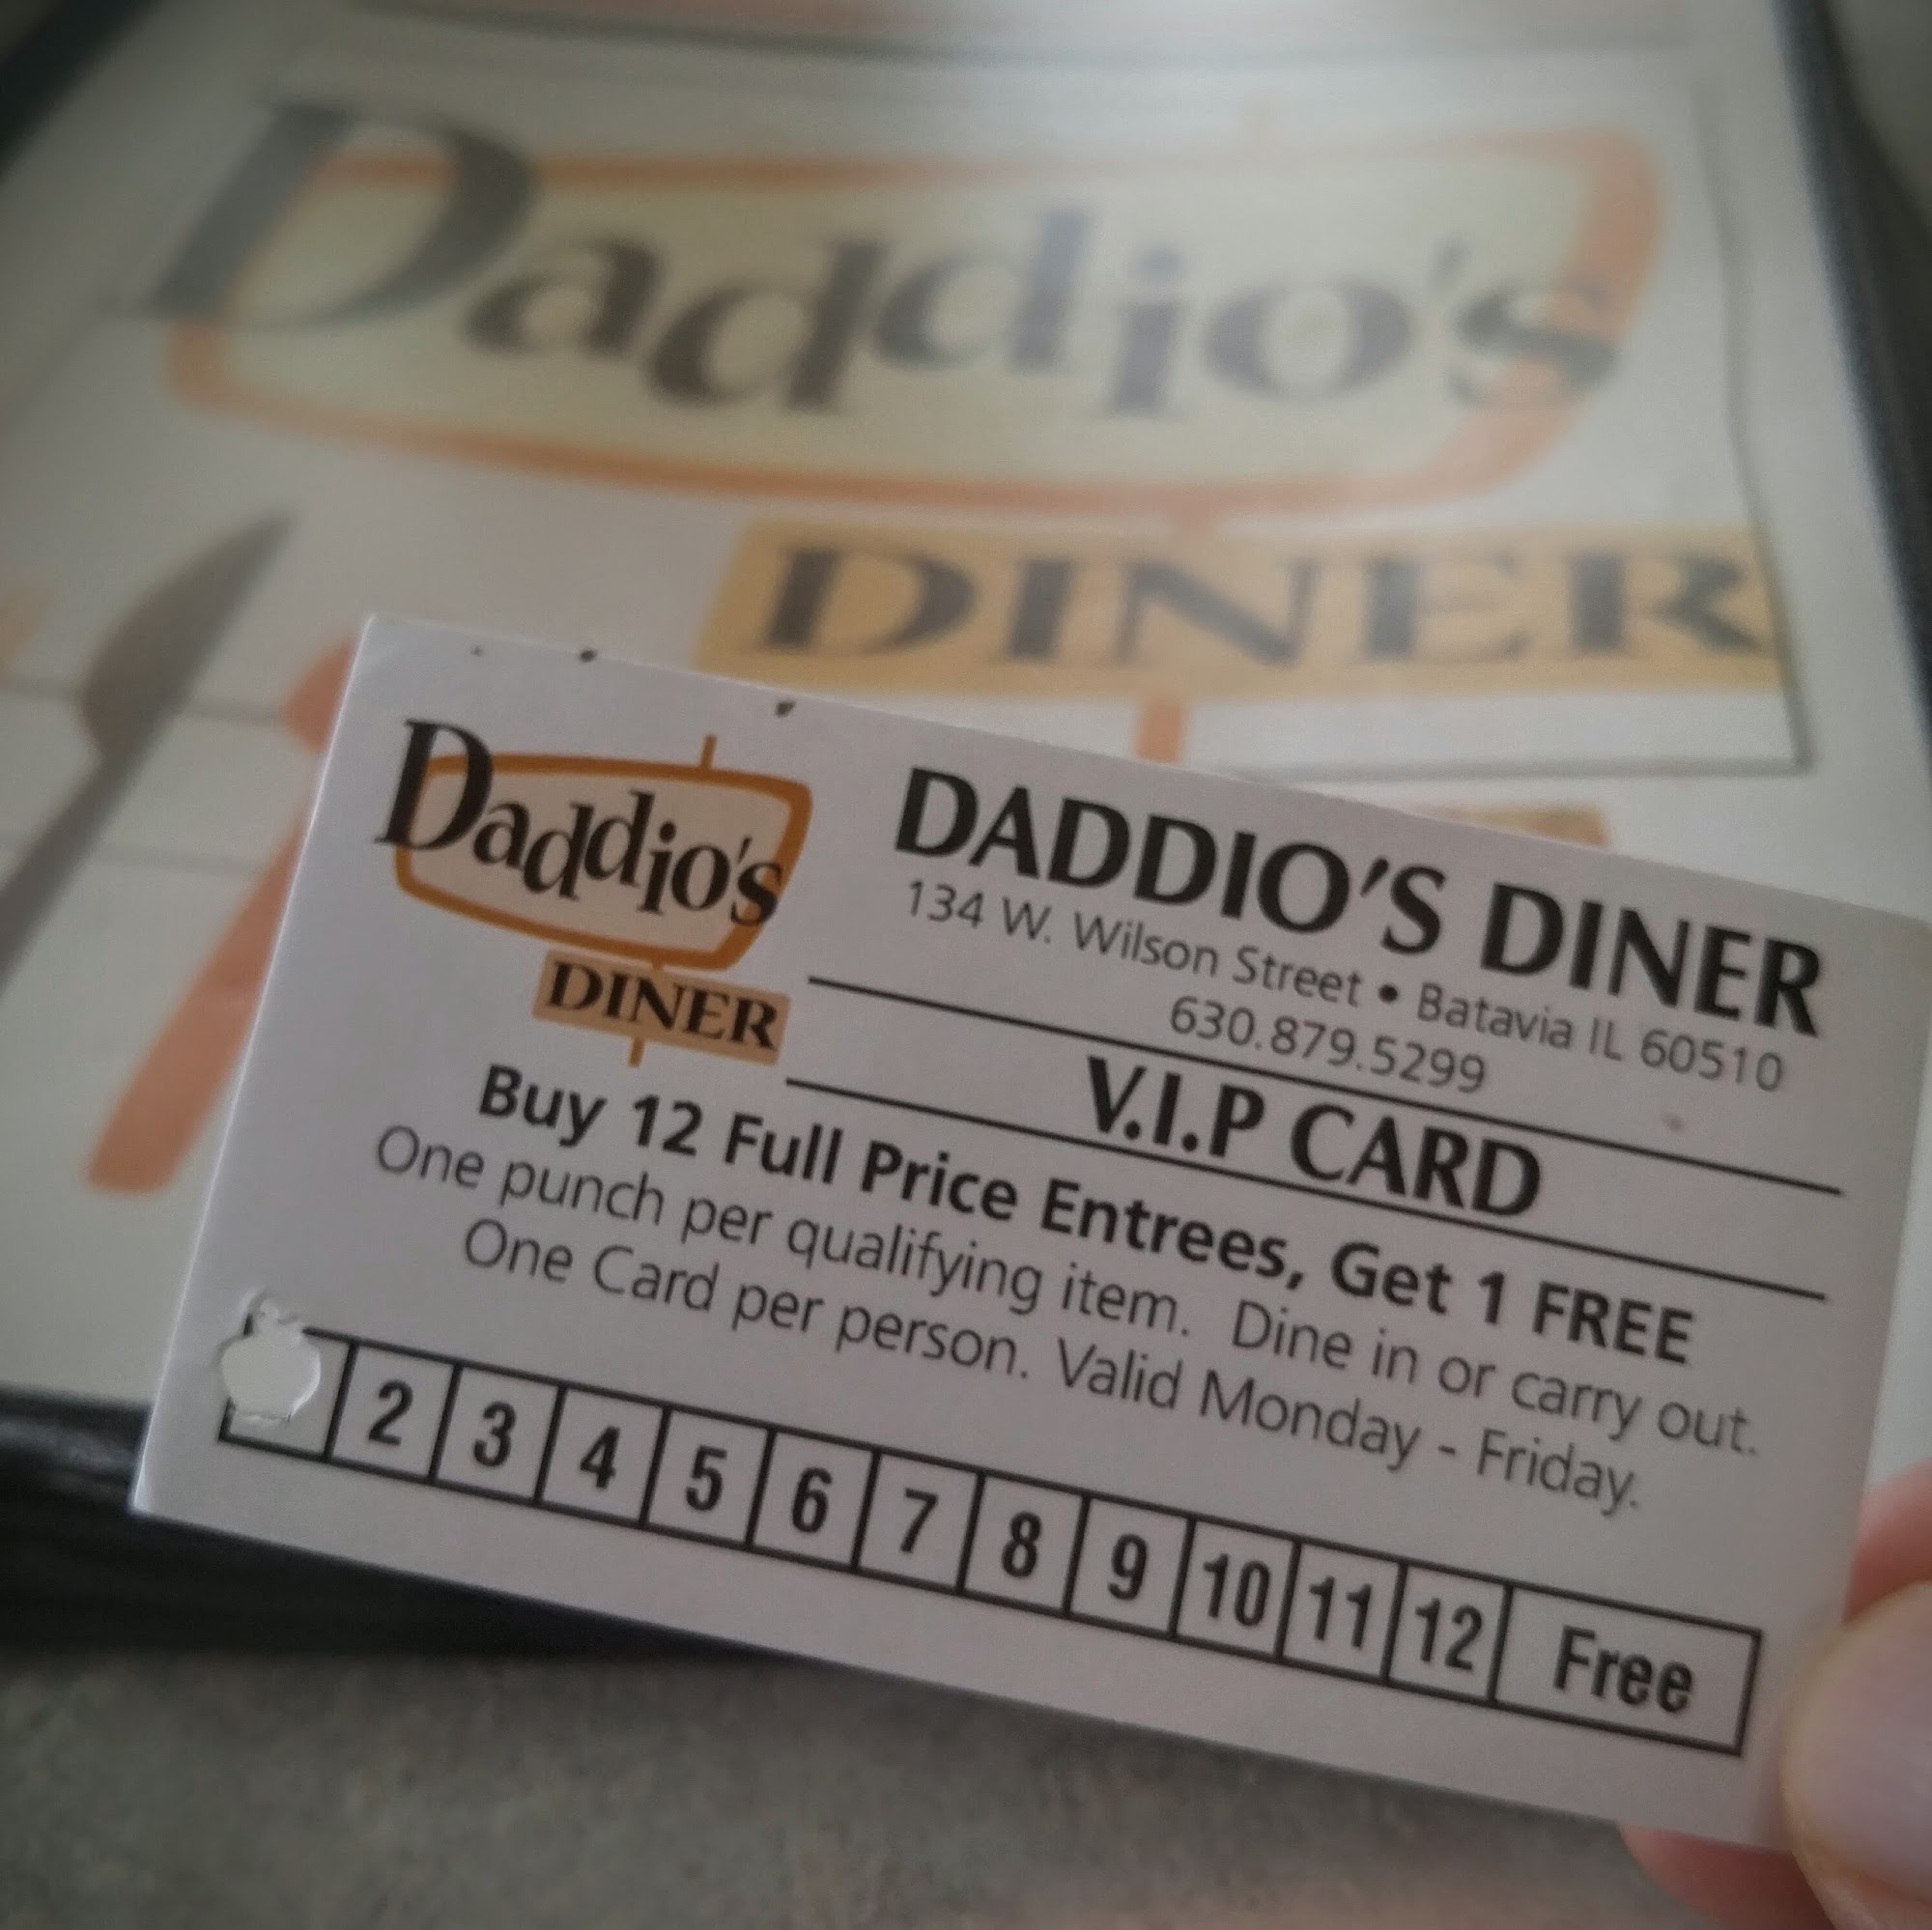 Daddio's
DINER
Daddio's
DINER
DADDIO'S DINER
134 W. Wilson Street • Batavia IL 60510
630.879.5299
V.I.P CARD
Buy 12 Full Price Entrees, Get 1 FREE
One punch per qualifying item. Dine in or carry out.
One Card per person. Valid Monday - Friday.
2 3 4 5 6 7 8 9 10 11 12 Free